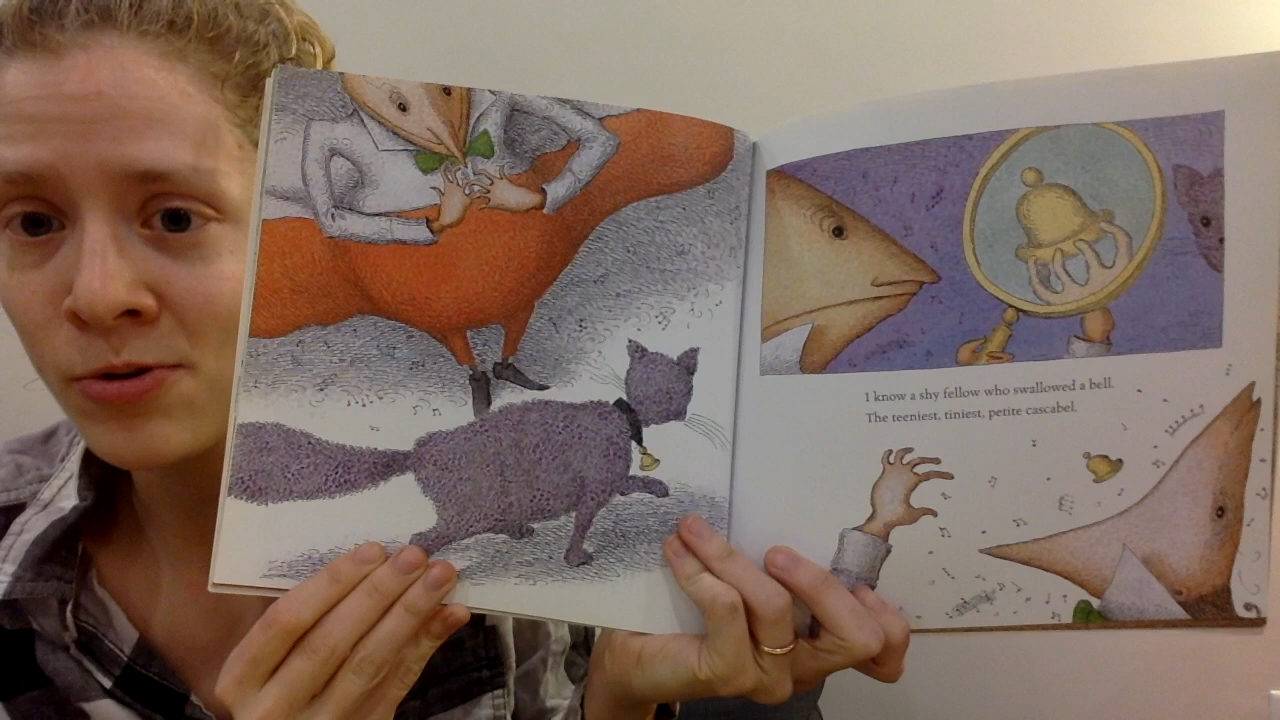 I know a shy fellow who swallowed a bell.
The teeniest, tiniest, petite cascabel.